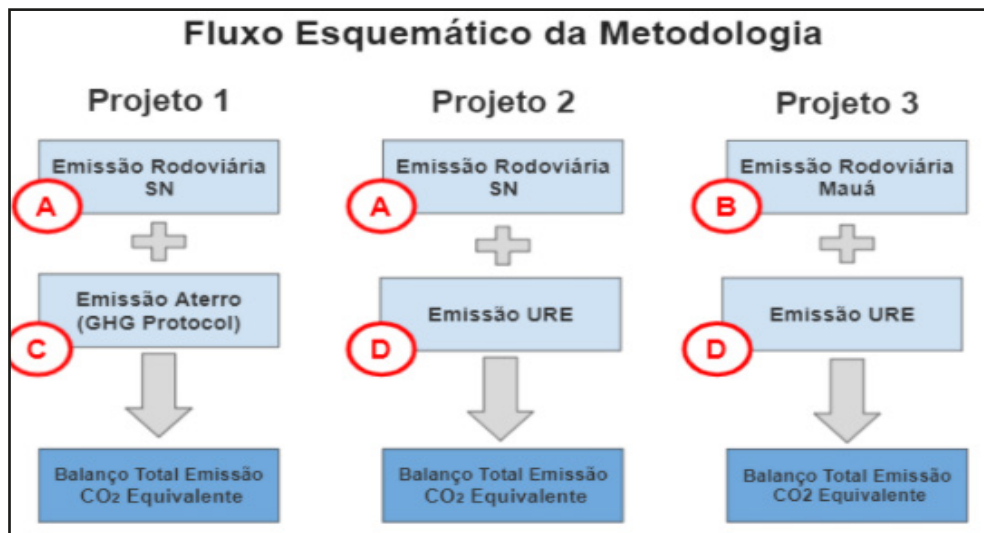 Fluxo Esquemático da Metodologia
Projeto 1
Emissão Rodoviária
SN
A
Emissão Aterro
(GHG Protocol)
C
Balanço Total Emissão
CO₂ Equivalente
Projeto 2
Emissão Rodoviária
SN
A
Emissão URE
D
Balanço Total Emissão
CO₂ Equivalente
Projeto 3
Emissão Rodoviária
Mauá
B
Emissão URE
D
Balanço Total Emissão
CO2 Equivalente